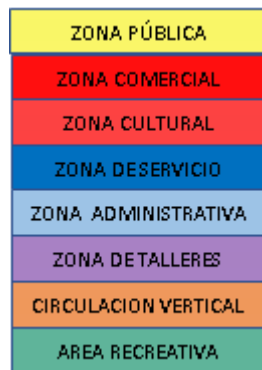 ZONA PÚBLICA
ZONA COMERCIAL
ZONA CULTURAL
ZONA DESERVICIO
ZONA ADMINISTRATIVA
ZONA DETALLERES
CIRCULACION VERTICAL
AREA RECREATIVA